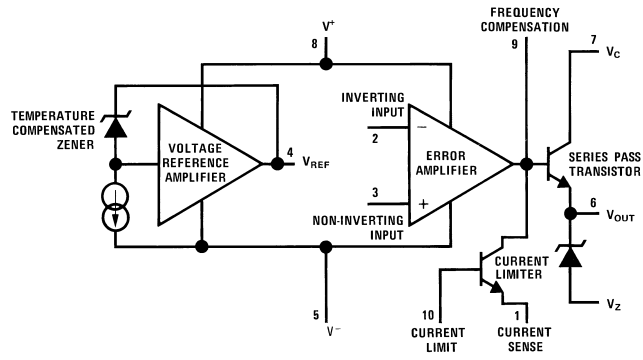 FREQUENCY
COMPENSATION
V+
8
9
7
VC
TEMPERATURE
COMPENSATED
ZENER
VOLTAGE
REFERENCE
AMPLIFIER
4
VREF
INVERTING
INPUT
2
−
ERROR
AMPLIFIER
3
+
NON-INVERTING
INPUT
SERIES PASS
TRANSISTOR
6
VOUT
CURRENT
LIMITER
VZ
5
V−
10
CURRENT
LIMIT
1
CURRENT
SENSE